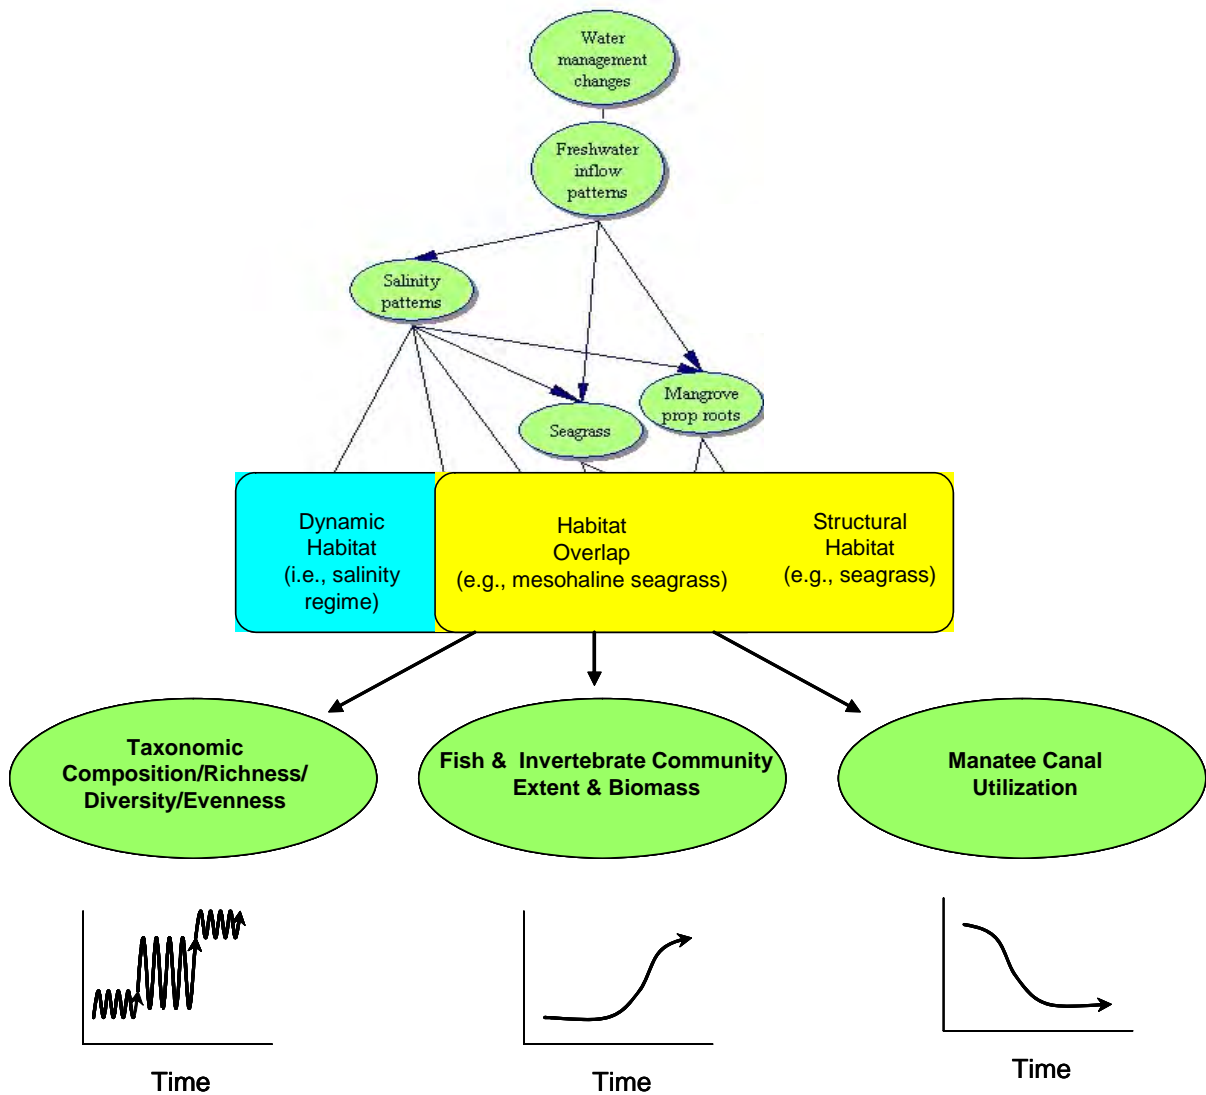 Water
management
changes
Freshwater
inflow
patterns
Salinity
patterns
Mangrove
prop roots
Seagrass
Dynamic
Habitat
(i.e., salinity
regime)
Habitat
Overlap
(e.g., mesohaline seagrass)
Structural
Habitat
(e.g., seagrass)
Taxonomic
Composition/Richness/
Diversity/Evenness
Fish & Invertebrate Community
Extent & Biomass
Manatee Canal
Utilization
Time
Time
Time